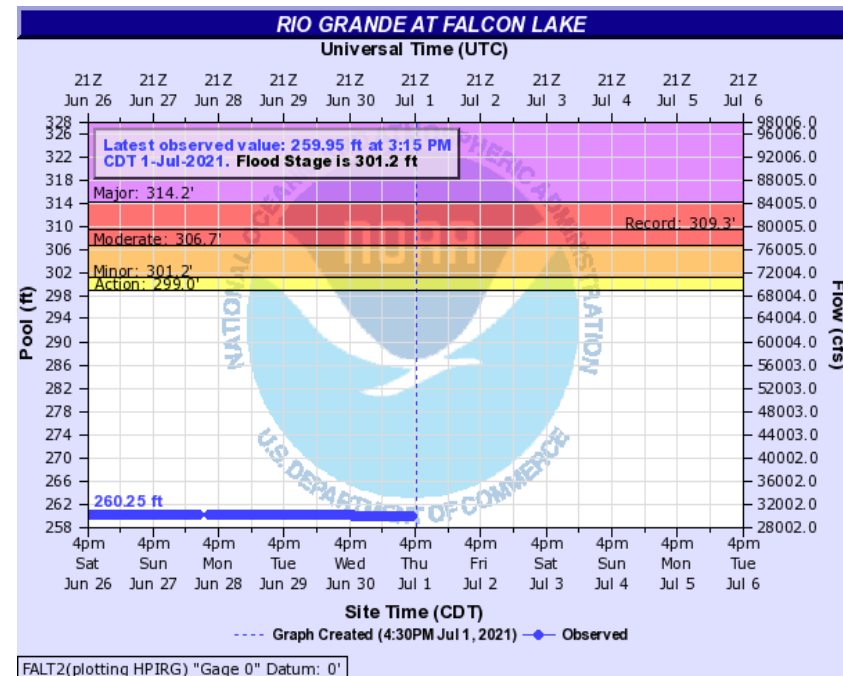 RIO GRANDE AT FALCON LAKE
Universal Time (UTC)
21Z 21Z 21Z 21Z 21Z 21Z 21Z 21Z 21Z 21Z 21Z
Jun 26 Jun 27 Jun 28 Jun 29 Jun 30 Jul 1 Jul 2 Jul 3 Jul 4 Jul 5 Jul 6
328 98006.0
326 96006.0
Latest observed value: 259.95 ft at 3:15 PM
CDT 1-Jul-2021. Flood Stage is 301.2 ft
322 92006.0
318 88005.0
Major: 314.2'
314 84005.0
310 80005.0
Record: 309.3'
Moderate: 306.7'
306 76005.0
302 72004.0
Minor: 301.2'
Action: 299.0'
298 68004.0
294 64004.0
290 60004.0
286 56003.0
282 52003.0
278 48003.0
274 44003.0
270 40002.0
266 36002.0
262 32002.0
260.25 ft
258 28002.0
Pool (ft)
Flow (cfs)
NATIONAL OCEANIC AND ATMOSPHERIC ADMINISTRATION
NOAA
U.S. DEPARTMENT OF COMMERCE
4pm 4pm 4pm 4pm 4pm 4pm 4pm 4pm 4pm 4pm 4pm
Sat Sun Mon Tue Wed Thu Fri Sat Sun Mon Tue
Jun 26 Jun 27 Jun 28 Jun 29 Jun 30 Jul 1 Jul 2 Jul 3 Jul 4 Jul 5 Jul 6
Site Time (CDT)
Graph Created (4:30PM Jul 1, 2021) Observed
FALT2(plotting HPIRG) "Gage 0" Datum: 0'